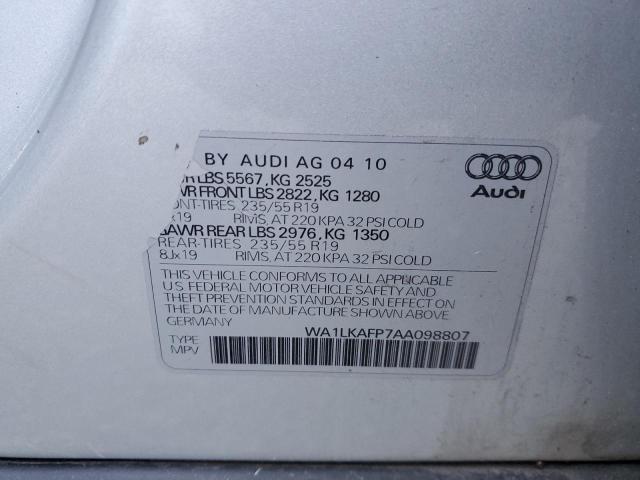 BY AUDI AG 04 10
LBS 5567, KG 2525
FRONT LBS 2822, KG 1280
235/55 R19
x19 RIMS, AT 220 KPA 32 PSI COLD
GAWR REAR LBS 2976, KG 1350
REAR-TIRES 235/55 R19
8Jx19 RIMS, AT 220 KPA 32 PSI COLD
THIS VEHICLE CONFORMS TO ALL APPLICABLE
U.S. FEDERAL MOTOR VEHICLE SAFETY AND
THEFT PREVENTION STANDARDS IN EFFECT ON
THE DATE OF MANUFACTURE SHOWN ABOVE
GERMANY
WA1LKAFP7AA098807
TYPE
MPV
Audi